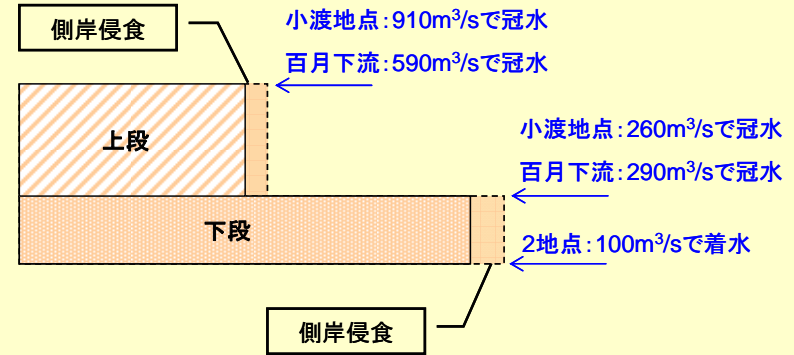 側岸侵食
小渡地点：910m³/sで冠水
百月下流：590m³/sで冠水
上段
小渡地点：260m³/sで冠水
百月下流：290m³/sで冠水
下段
2地点：100m³/sで着水
側岸侵食